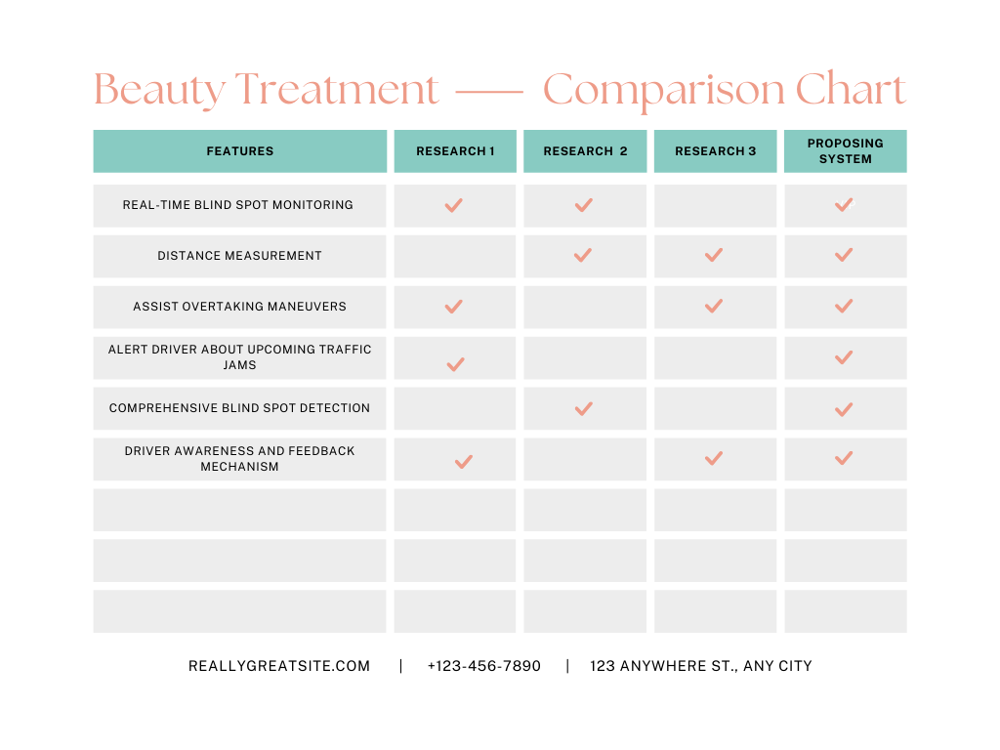 Beauty Treatment — Comparison Chart
FEATURES RESEARCH 1 RESEARCH 2 RESEARCH 3 PROPOSING SYSTEM
REAL-TIME BLIND SPOT MONITORING
DISTANCE MEASUREMENT
ASSIST OVERTAKING MANEUVERS
ALERT DRIVER ABOUT UPCOMING TRAFFIC
JAMS
COMPREHENSIVE BLIND SPOT DETECTION
DRIVER AWARENESS AND FEEDBACK
MECHANISM
REALLYGREATSITE.COM | +123-456-7890 | 123 ANYWHERE ST., ANY CITY